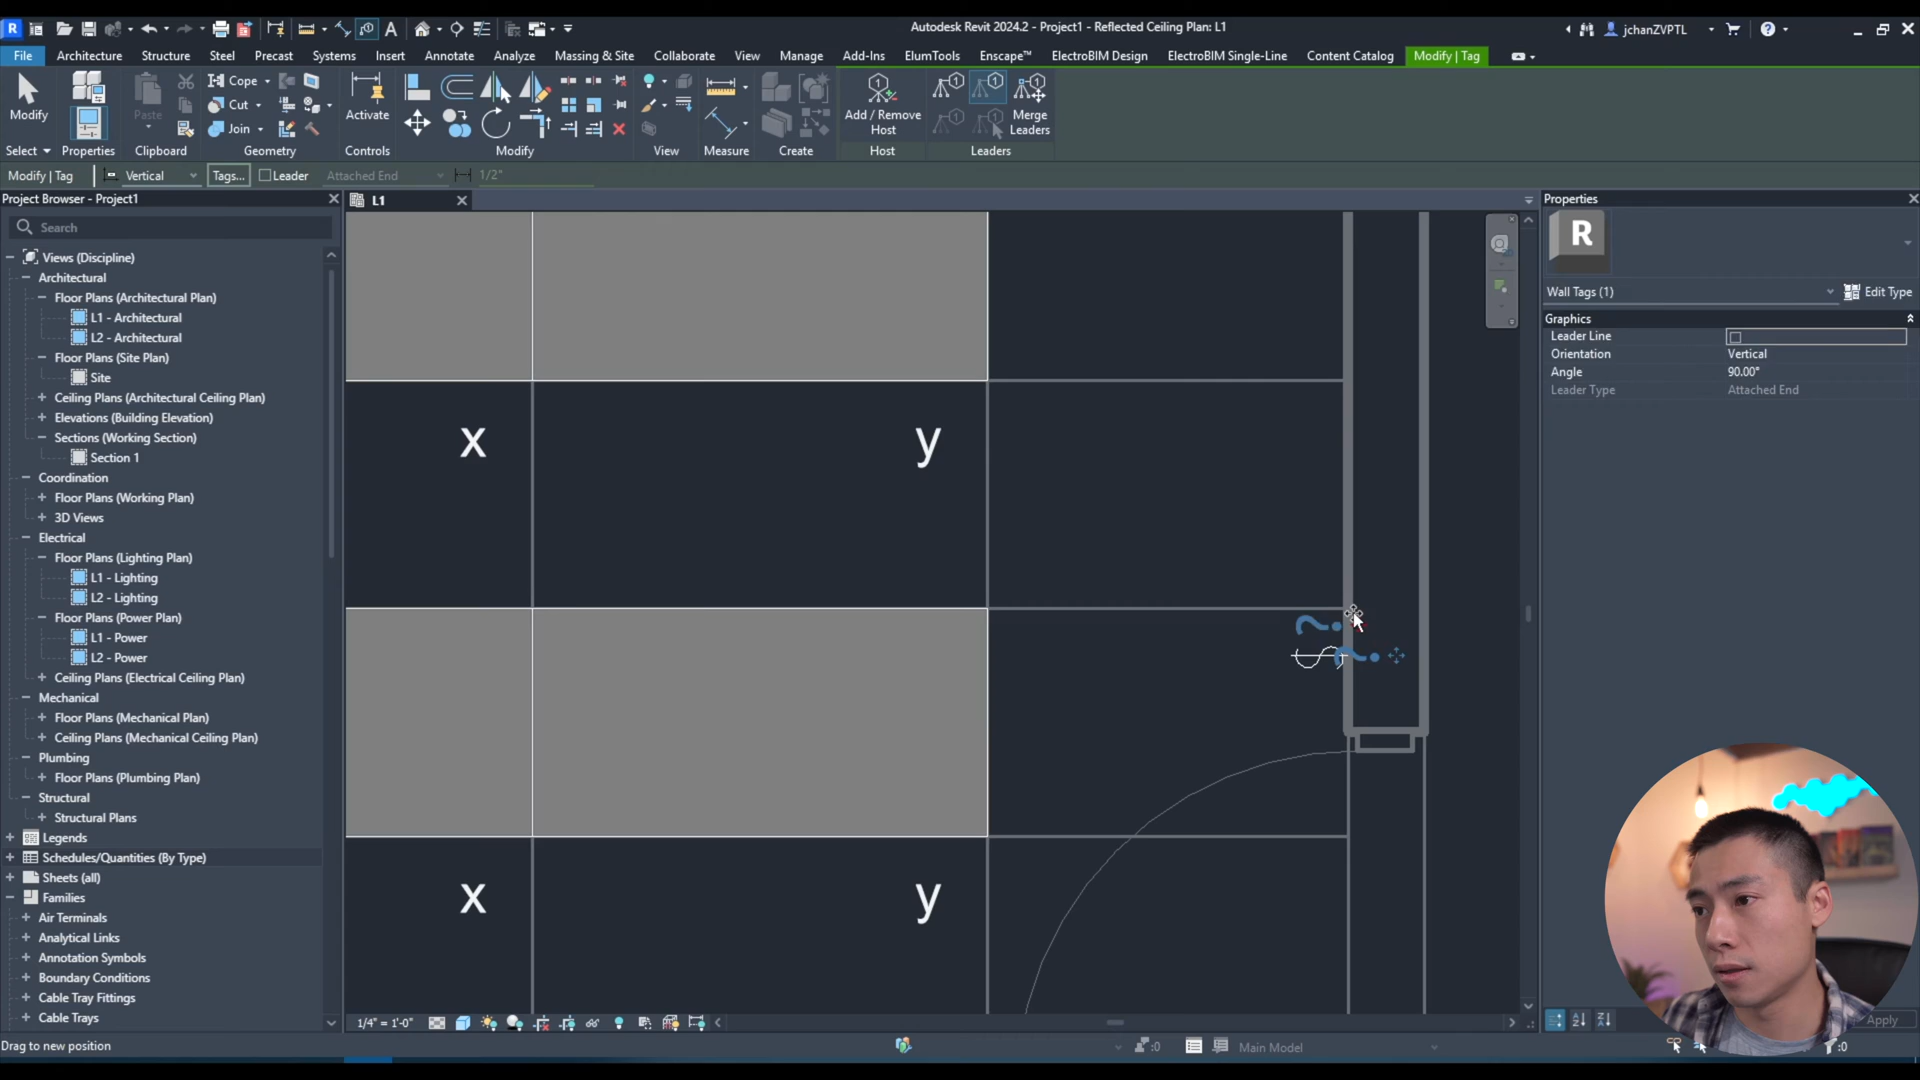 Autodesk Revit 2024.2 - Project1 - Reflected Ceiling Plan: L1
jchanZVPTL
File Architecture Structure Steel Precast Systems Insert Annotate Analyze Massing & Site Collaborate View Manage Add-Ins ElumTools Enscape™ ElectroBIM Design ElectroBIM Single-Line Content Catalog Modify | Tag
Modify
Paste
Cope
Cut
Join
Activate
Add / Remove
Host
Merge
Leaders
Select Properties Clipboard Geometry Controls Modify View Measure Create Host Leaders
Modify | Tag Vertical Tags... Leader Attached End 1/2"
Project Browser - Project1
L1
Properties
Search
R
Views (Discipline)
Architectural
Floor Plans (Architectural Plan)
L1 - Architectural
L2 - Architectural
Floor Plans (Site Plan)
Site
Ceiling Plans (Architectural Ceiling Plan)
Elevations (Building Elevation)
Sections (Working Section)
Section 1
Coordination
Floor Plans (Working Plan)
3D Views
Electrical
Floor Plans (Lighting Plan)
L1 - Lighting
L2 - Lighting
Floor Plans (Power Plan)
L1 - Power
L2 - Power
Ceiling Plans (Electrical Ceiling Plan)
Mechanical
Floor Plans (Mechanical Plan)
Ceiling Plans (Mechanical Ceiling Plan)
Plumbing
Floor Plans (Plumbing Plan)
Structural
Structural Plans
Legends
Schedules/Quantities (By Type)
Sheets (all)
Families
Air Terminals
Analytical Links
Annotation Symbols
Boundary Conditions
Cable Tray Fittings
Cable Trays
x y
?
?
x y
Wall Tags (1) Edit Type
Graphics
Leader Line
Orientation Vertical
Angle 90.00°
Leader Type Attached End
Apply
1/4" = 1'-0"
Drag to new position
:0
Main Model
:0